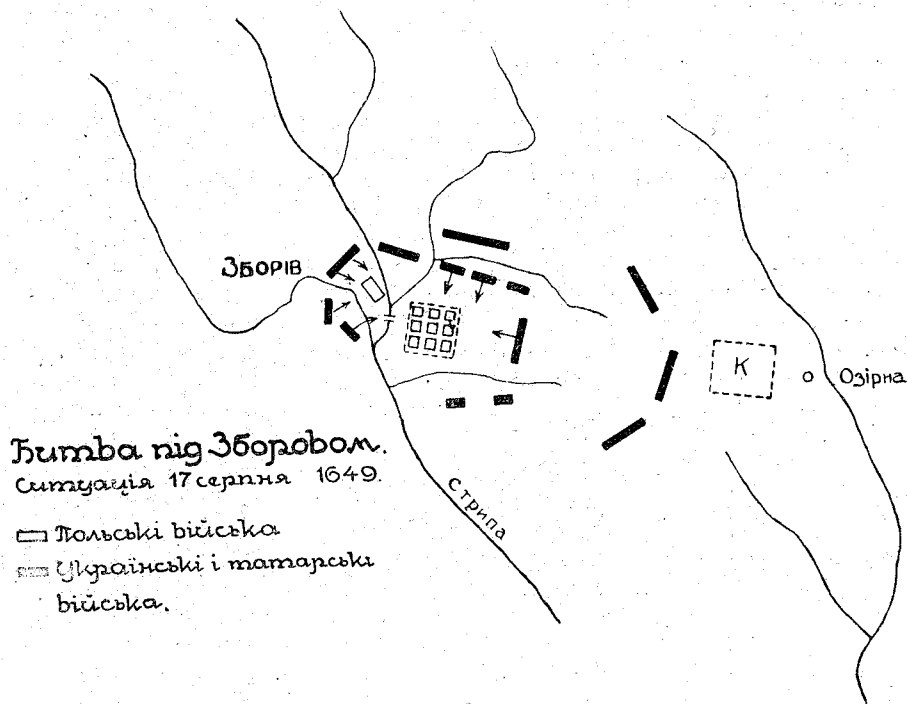 Зборів
К
Озірна
Стрипа
Битва під Зборовом.
Ситуація 17 серпня 1649.
Польські війська
Українські і татарські
війська.